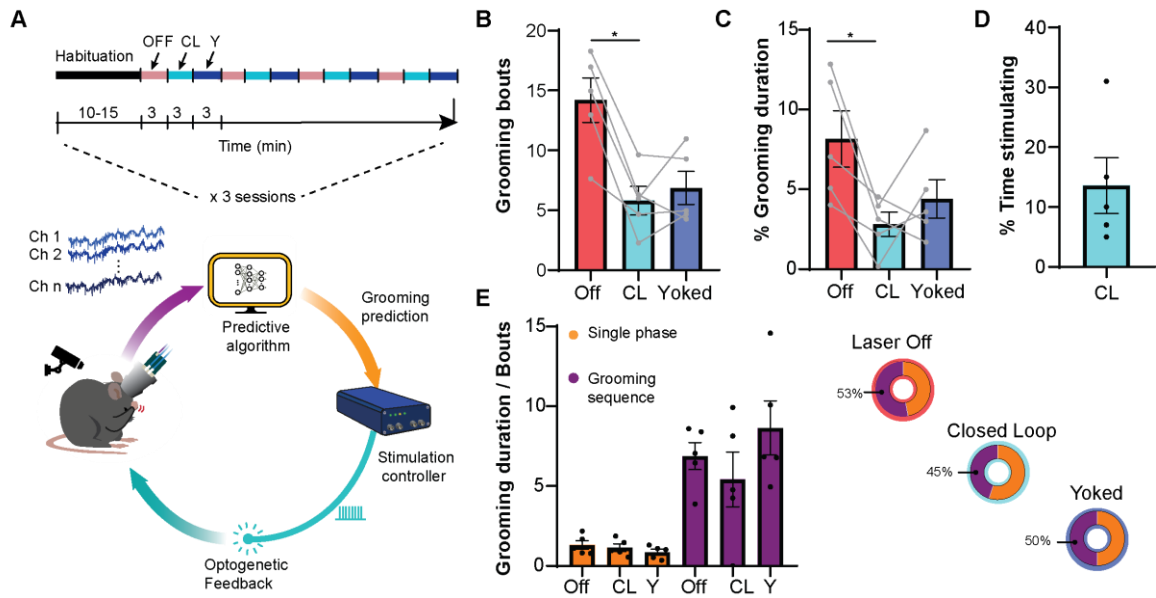 A
OFF CL Y
Habituation
10-15 3 3 3
Time (min)
x 3 sessions
Ch 1
Ch 2
Ch n
Predictive
algorithm
Grooming
prediction
Stimulation
controller
Optogenetic
Feedback
B
Grooming bouts
20
15
10
5
0
*
Off CL Yoked
C
% Grooming duration
15
10
5
0
*
Off CL Yoked
D
% Time stimulating
40
30
20
10
0
CL
E
Grooming duration / Bouts
15
10
5
0
Single phase
Grooming
sequence
Off CL Y Off CL Y
Laser Off
53%
Closed Loop
45%
Yoked
50%